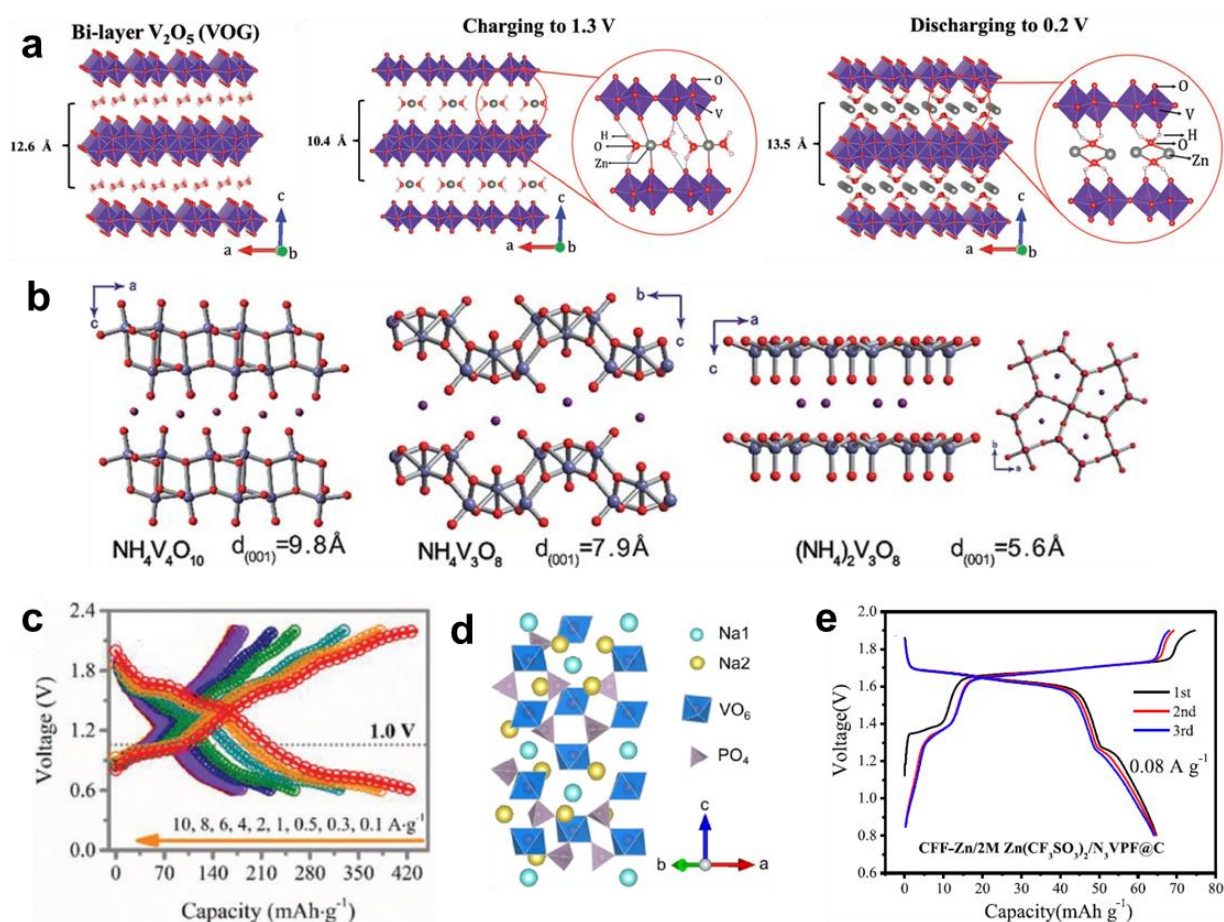 a
Bi-layer V₂O₅ (VOG)
12.6 Å
c
a
b
Charging to 1.3 V
10.4 Å
O
V
H
O
Zn
c
a
b
Discharging to 0.2 V
13.5 Å
O
V
H
O
Zn
c
a
b
b
a
c
NH₄V₄O₁₀ d₍₀₀₁₎=9.8Å
b
c
NH₄V₃O₈ d₍₀₀₁₎=7.9Å
a
c
b
a
(NH₄)₂V₃O₈ d₍₀₀₁₎=5.6Å
c
2.4
1.8
1.2
0.6
0.0
Voltage (V)
1.0 V
10, 8, 6, 4, 2, 1, 0.5, 0.3, 0.1 A·g⁻¹
0 70 140 210 280 350 420
Capacity (mAh·g⁻¹)
d
Na1
Na2
VO₆
PO₄
c
b
a
e
2.0
1.8
1.6
1.4
1.2
1.0
0.8
0.6
Voltage(V)
1st
2nd
3rd
0.08 A g⁻¹
CFF-Zn/2M Zn(CF₃SO₃)₂/N₃VPF@C
0 10 20 30 40 50 60 70 80
Capacity(mAh g⁻¹)